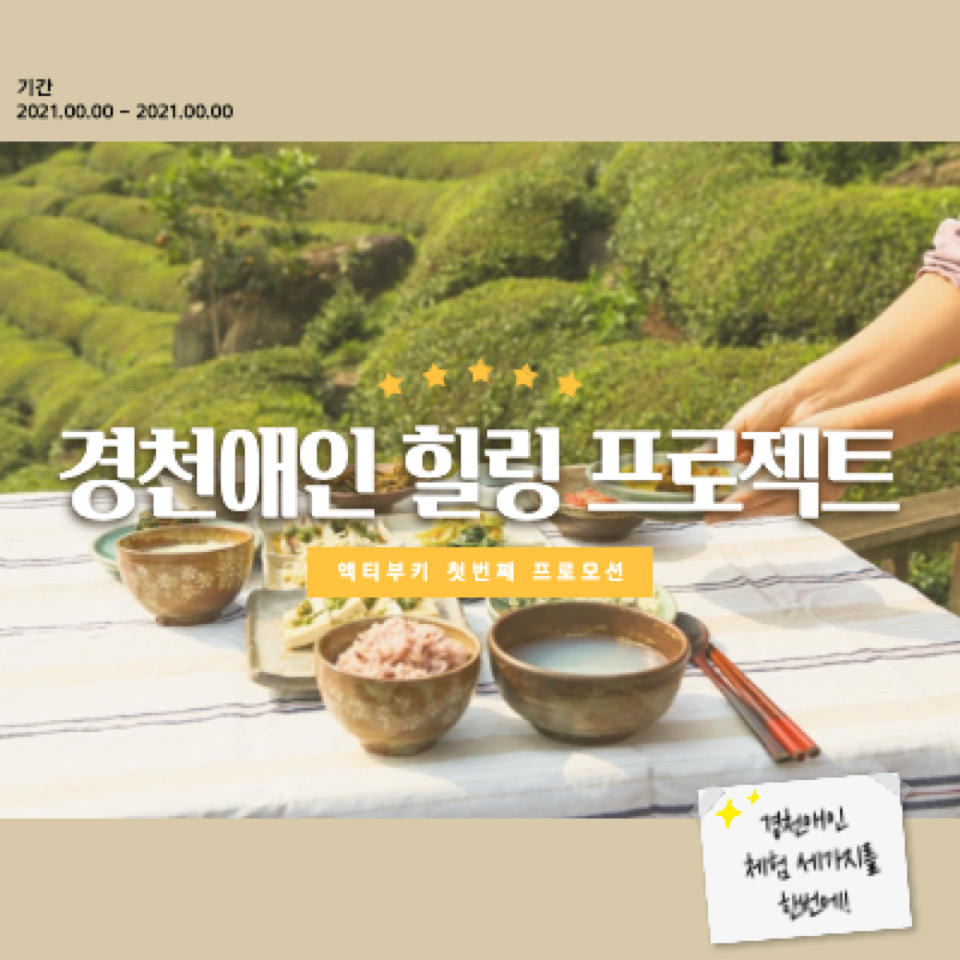 기간
2021.00.00 - 2021.00.00
경천애인 힐링 프로젝트
액티부키 첫번째 프로모션
경천애인
체험 세가지를
한번에!